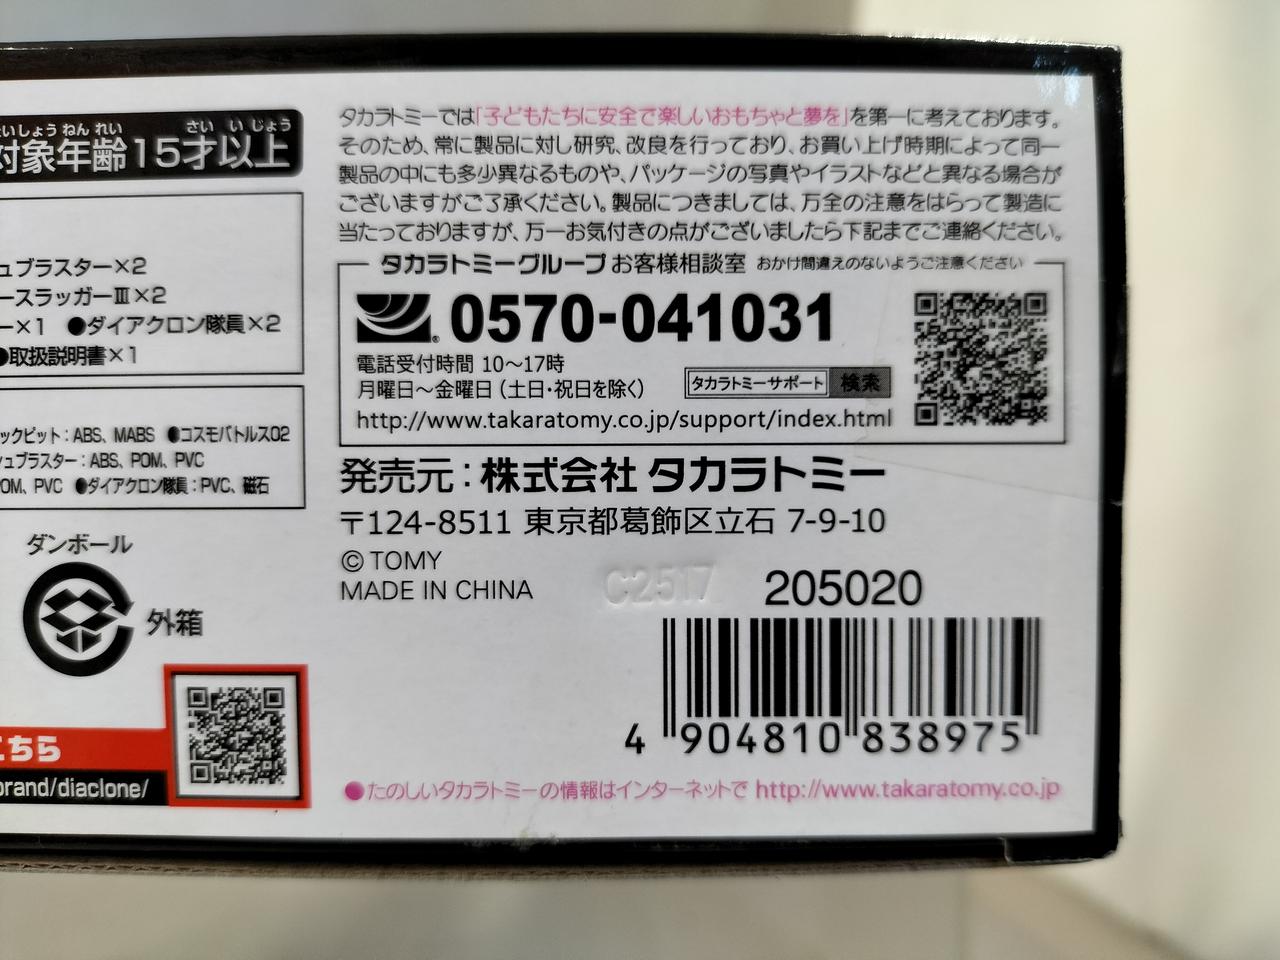 いしょう ねん れい さい い じょう
対象年齢15才以上
ュブラスター×2
ースラッガーⅢ×2
ー×1 ●ダイアクロン隊員×2
●取扱説明書×1
ックピット：ABS、MABS ●コスモバトルス02
ュブラスター：ABS、POM、PVC
POM、PVC ●ダイアクロン隊員：PVC、磁石
ダンボール
外箱
こちら
brand/diaclone/
タカラトミーでは「子どもたちに安全で楽しいおもちゃと夢を」を第一に考えております。
そのため、常に製品に対し研究、改良を行っており、お買い上げ時期によって同一
製品の中にも多少異なるものや、パッケージの写真やイラストなどと異なる場合が
ございますがご了承ください。製品につきましては、万全の注意をはらって製造に
当たっておりますが、万一お気付きの点がございましたら下記までご連絡ください。
タカラトミーグループ お客様相談室 おかけ間違えのないようご注意ください
0570-041031
電話受付時間 10～17時
月曜日～金曜日（土日・祝日を除く）
タカラトミーサポート 検索
http://www.takaratomy.co.jp/support/index.html
発売元：株式会社 タカラトミー
〒124-8511 東京都葛飾区立石 7-9-10
© TOMY
MADE IN CHINA
C2517
205020
4 904810 838975
●たのしいタカラトミーの情報はインターネットで http://www.takaratomy.co.jp